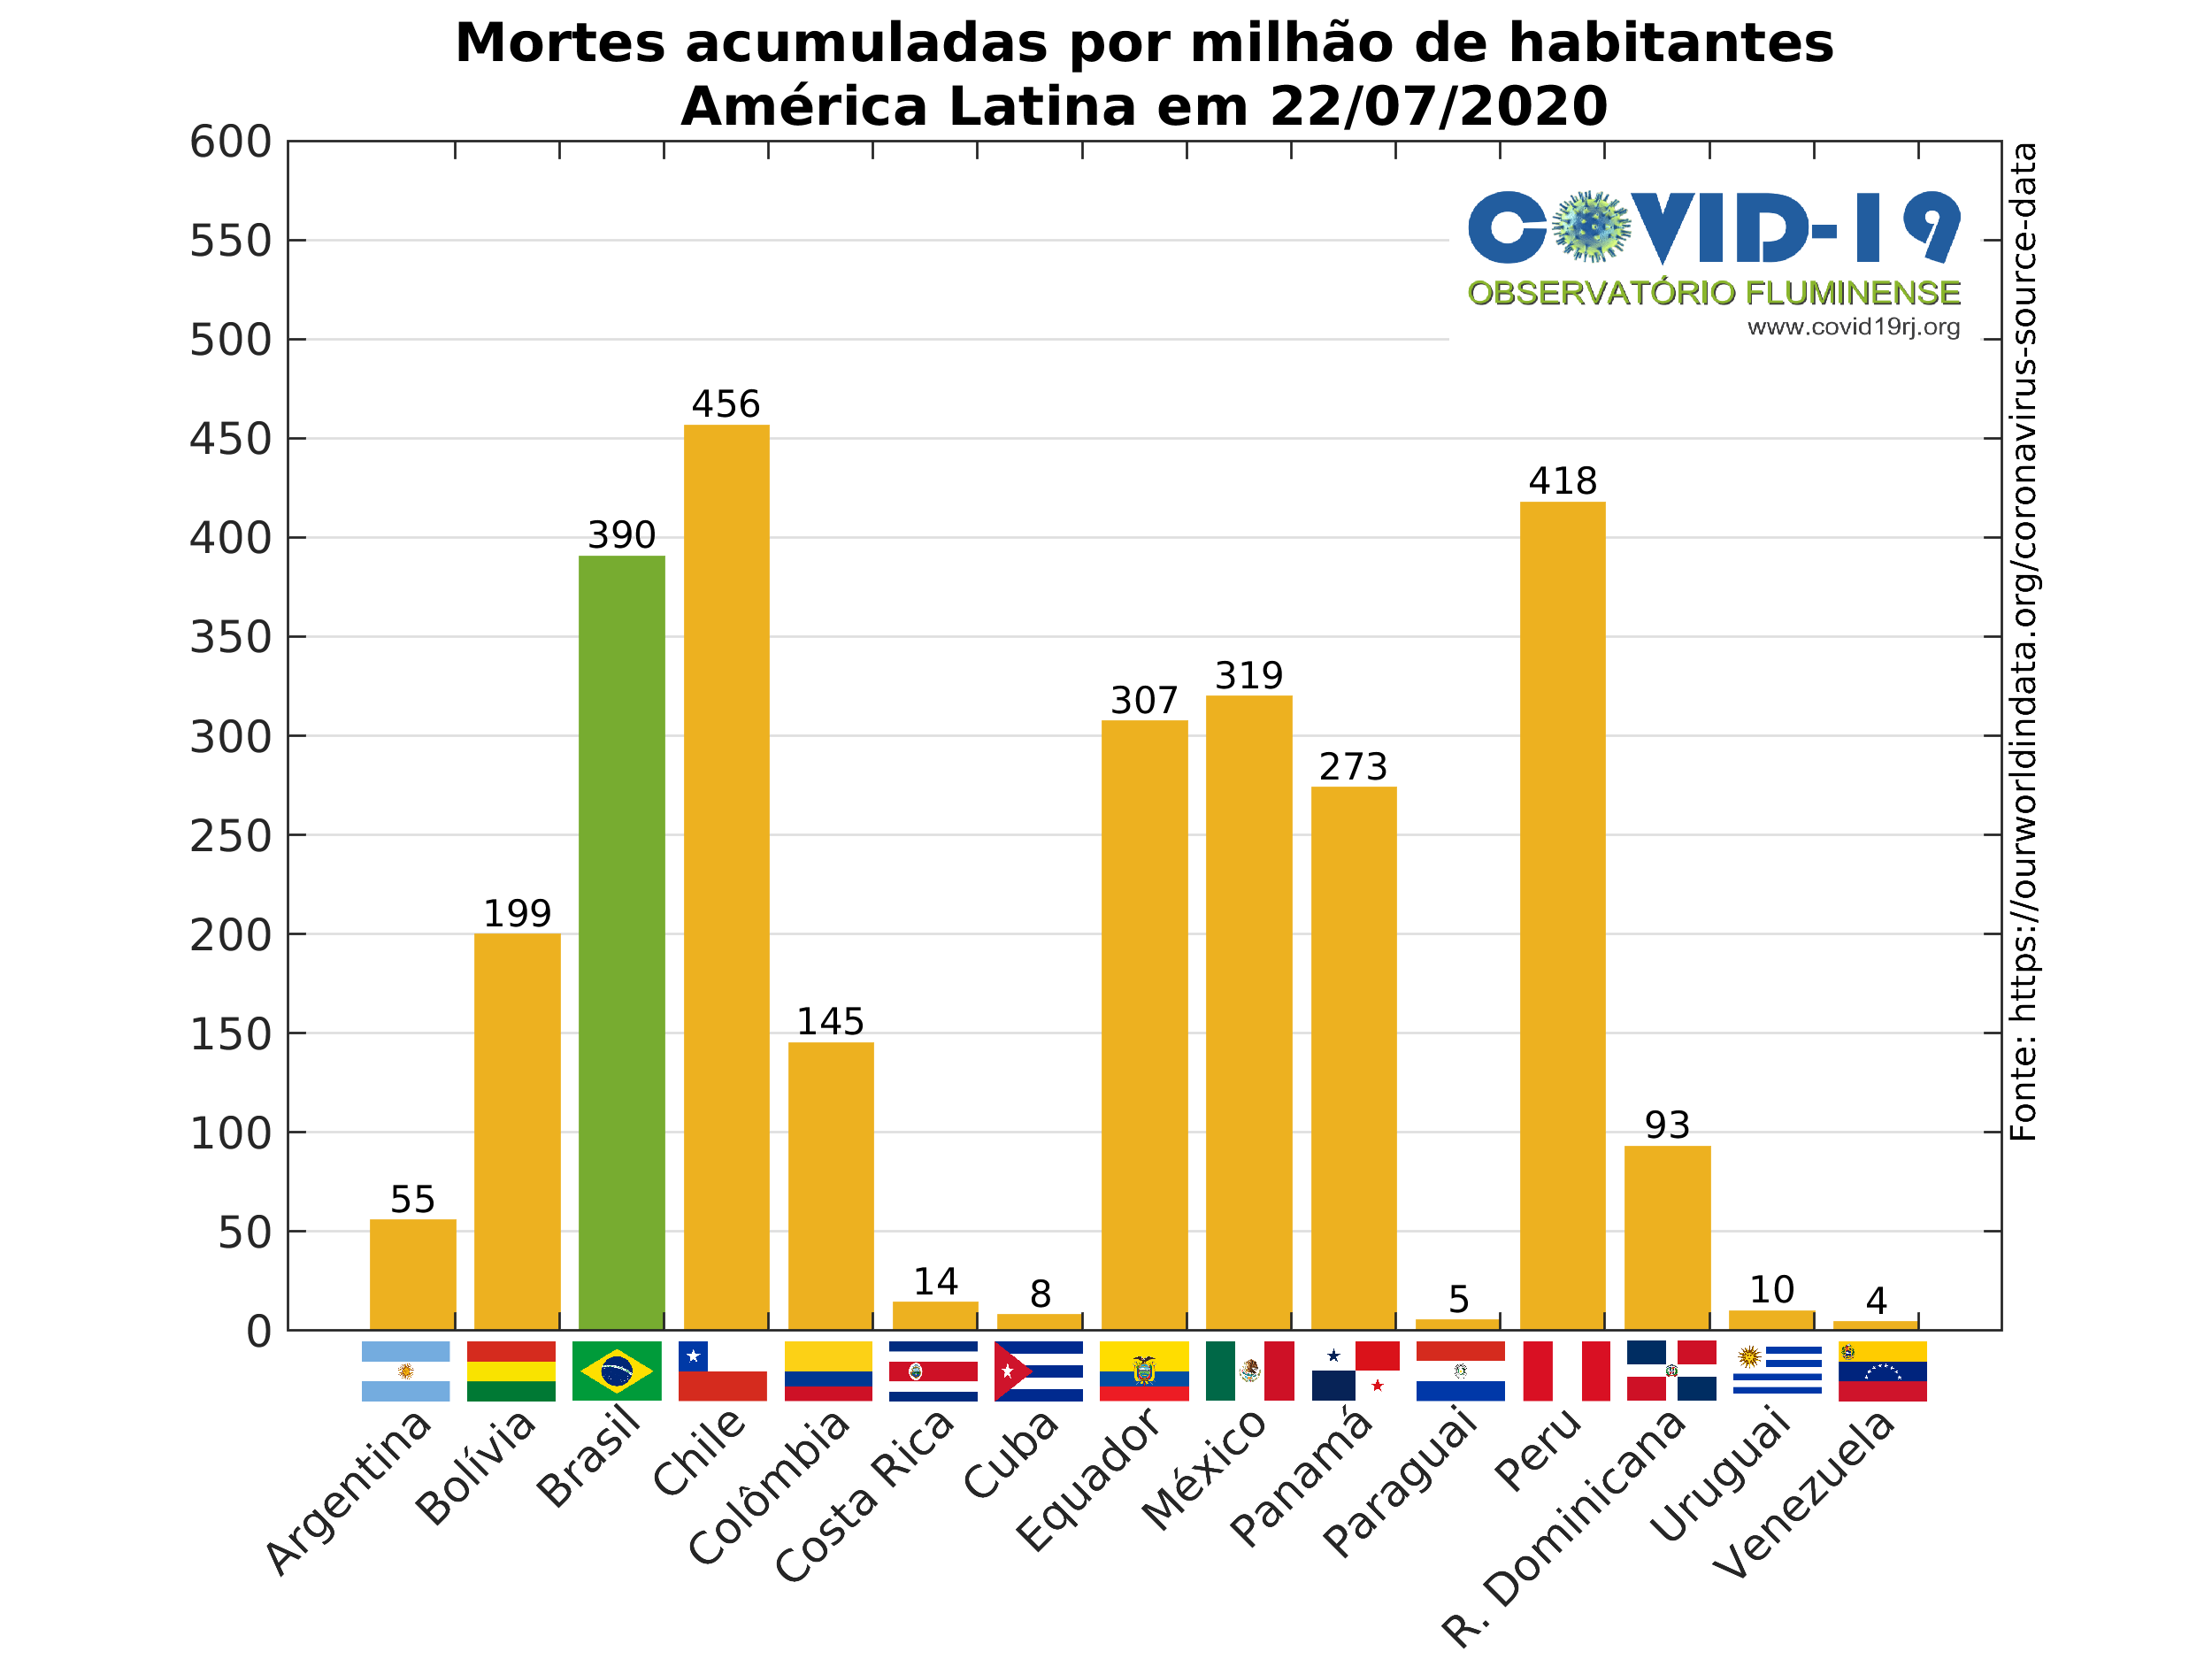 Mortes acumuladas por milhão de habitantes
América Latina em 22/07/2020
600
550
500
450
400
350
300
250
200
150
100
50
0
COVID-19
OBSERVATÓRIO FLUMINENSE
www.covid19rj.org
Fonte: https://ourworldindata.org/coronavirus-source-data
55
199
390
456
145
14
8
307
319
273
5
418
93
10
4
Argentina
Bolívia
Brasil
Chile
Colômbia
Costa Rica
Cuba
Equador
México
Panamá
Paraguai
Peru
R. Dominicana
Uruguai
Venezuela